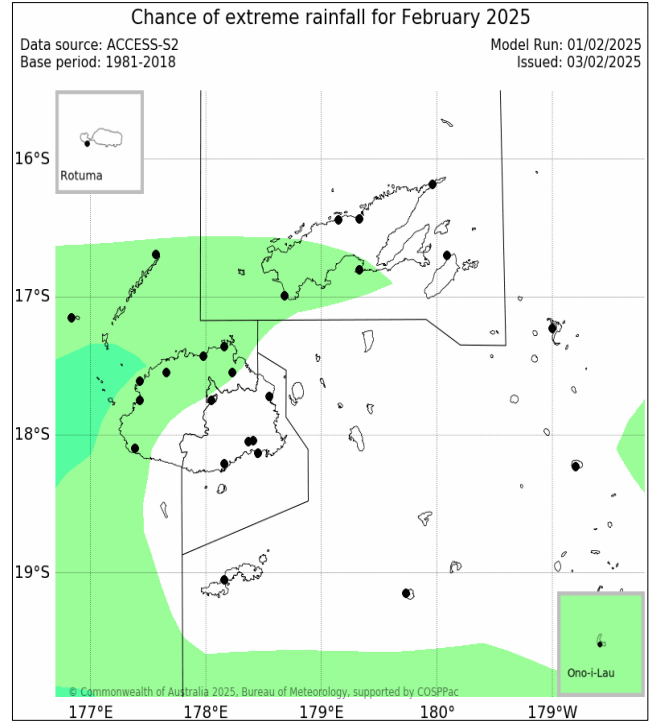 Chance of extreme rainfall for February 2025
Data source: ACCESS-S2
Model Run: 01/02/2025
Base period: 1981-2018
Issued: 03/02/2025
Rotuma
16°S
17°S
18°S
19°S
Ono-i-Lau
© Commonwealth of Australia 2025, Bureau of Meteorology, supported by COSPPac
177°E
178°E
179°E
180°
179°W